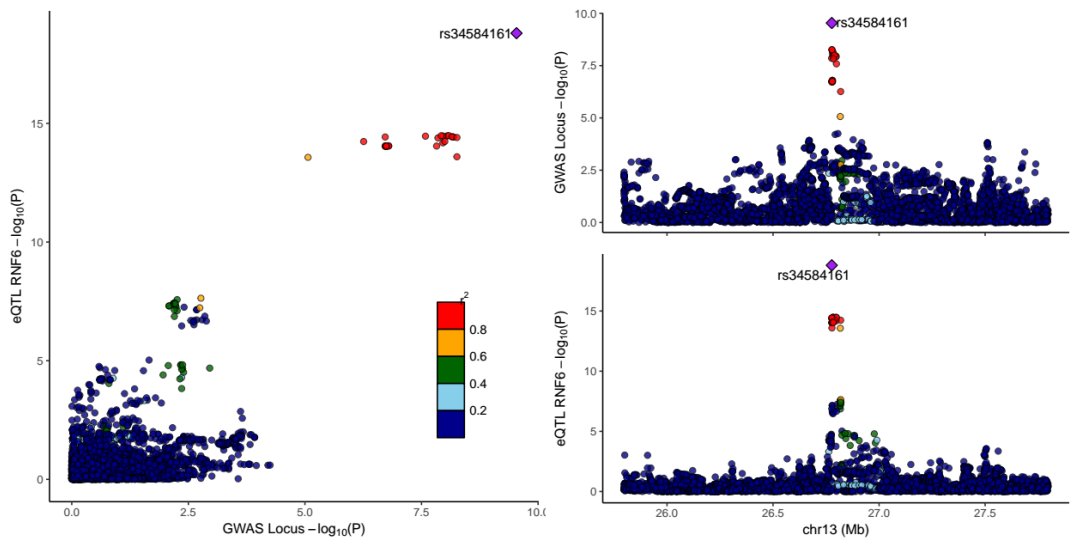 rs34584161
eQTL RNF6 −log10(P)
15
10
5
0
0.0
2.5
5.0
7.5
10.0
GWAS Locus −log10(P)
r2
0.8
0.6
0.4
0.2
10.0
7.5
5.0
2.5
0.0
GWAS Locus −log10(P)
rs34584161
rs34584161
eQTL RNF6 −log10(P)
15
10
5
0
26.0
26.5
27.0
27.5
chr13 (Mb)